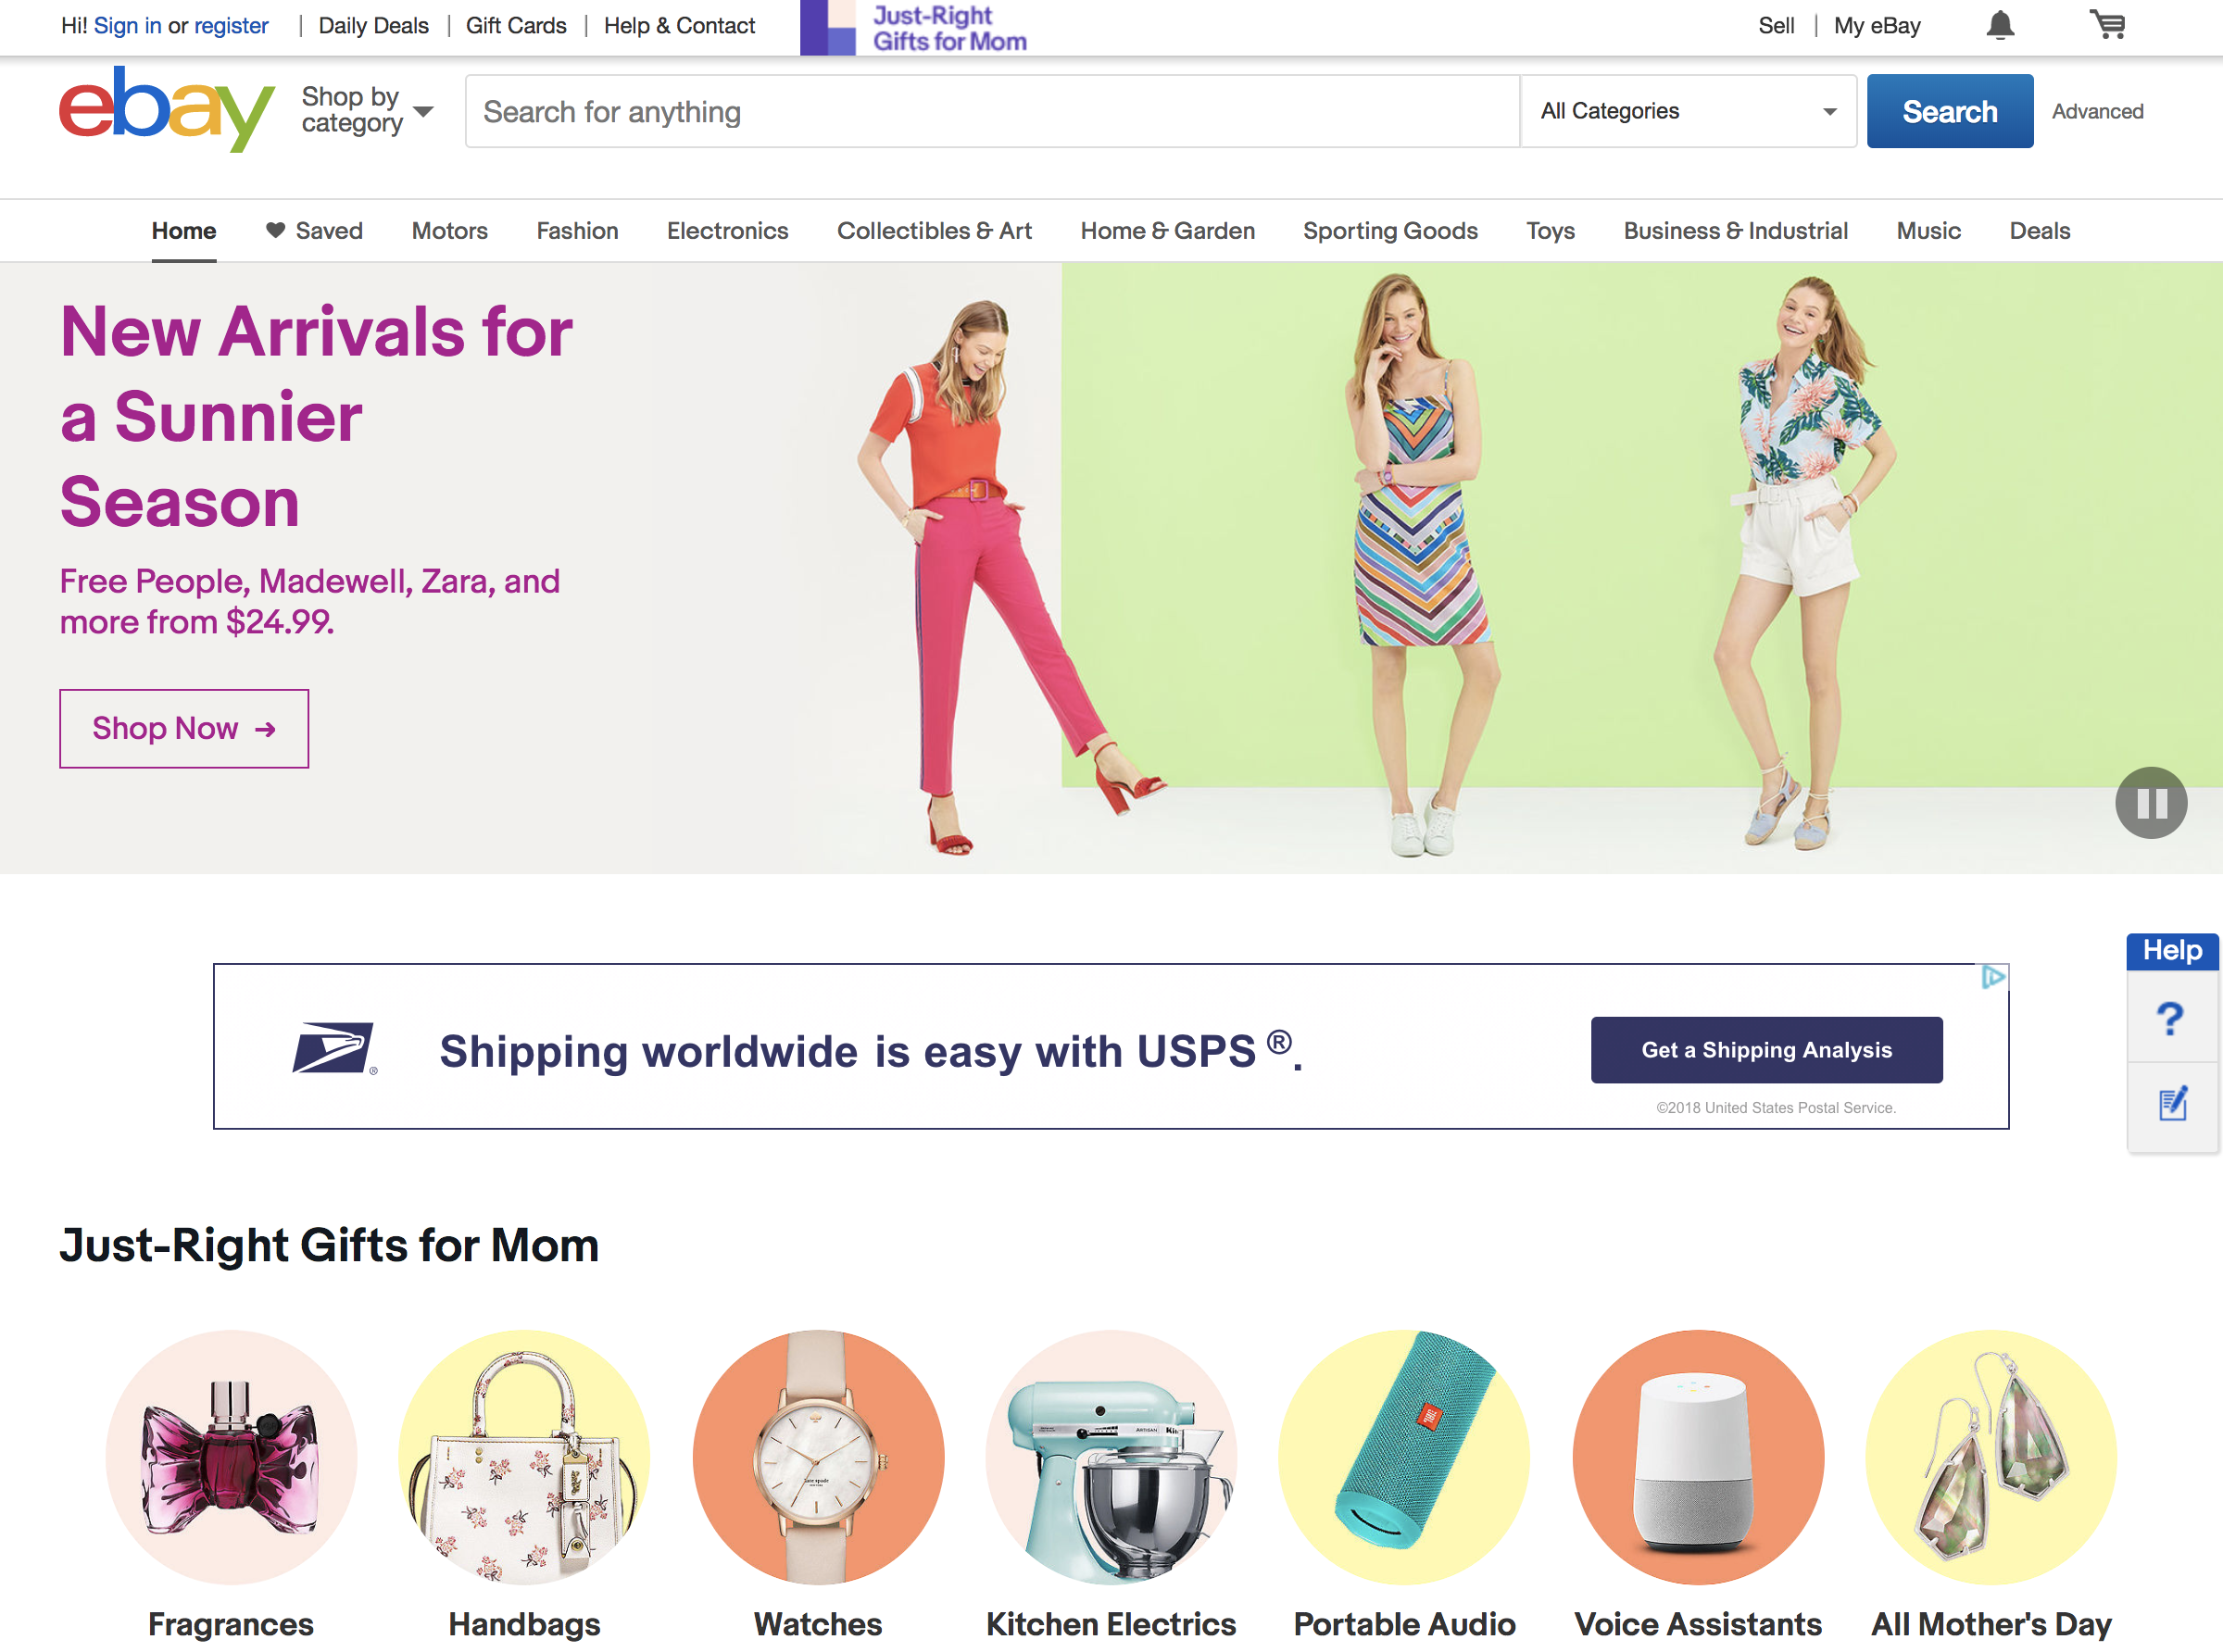 Hi! Sign in or register | Daily Deals | Gift Cards | Help & Contact
Just-Right
Gifts for Mom
Sell | My eBay
ebay
Shop by
category
Search for anything
All Categories
Search
Advanced
Home Saved Motors Fashion Electronics Collectibles & Art Home & Garden Sporting Goods Toys Business & Industrial Music Deals
New Arrivals for
a Sunnier
Season
Free People, Madewell, Zara, and
more from $24.99.
Shop Now →
Help
?
Shipping worldwide is easy with USPS ®.
Get a Shipping Analysis
©2018 United States Postal Service.
Just-Right Gifts for Mom
kate spade
ARTISAN
JBL
Fragrances
Handbags
Watches
Kitchen Electrics
Portable Audio
Voice Assistants
All Mother's Day